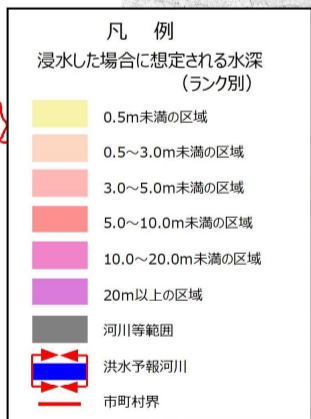 凡 例
浸水した場合に想定される水深
（ランク別）
0.5m未満の区域
0.5～3.0m未満の区域
3.0～5.0m未満の区域
5.0～10.0m未満の区域
10.0～20.0m未満の区域
20m以上の区域
河川等範囲
洪水予報河川
市町村界